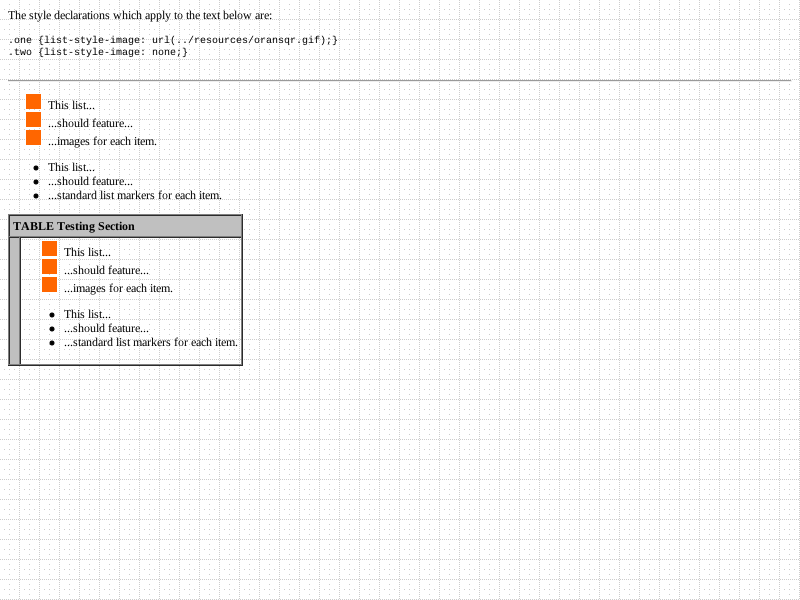 The style declarations which apply to the text below are:
.one {list-style-image: url(../resources/oransqr.gif);}
.two {list-style-image: none;}
This list...
...should feature...
...images for each item.
This list...
...should feature...
...standard list markers for each item.
TABLE Testing Section
This list...
...should feature...
...images for each item.
This list...
...should feature...
...standard list markers for each item.